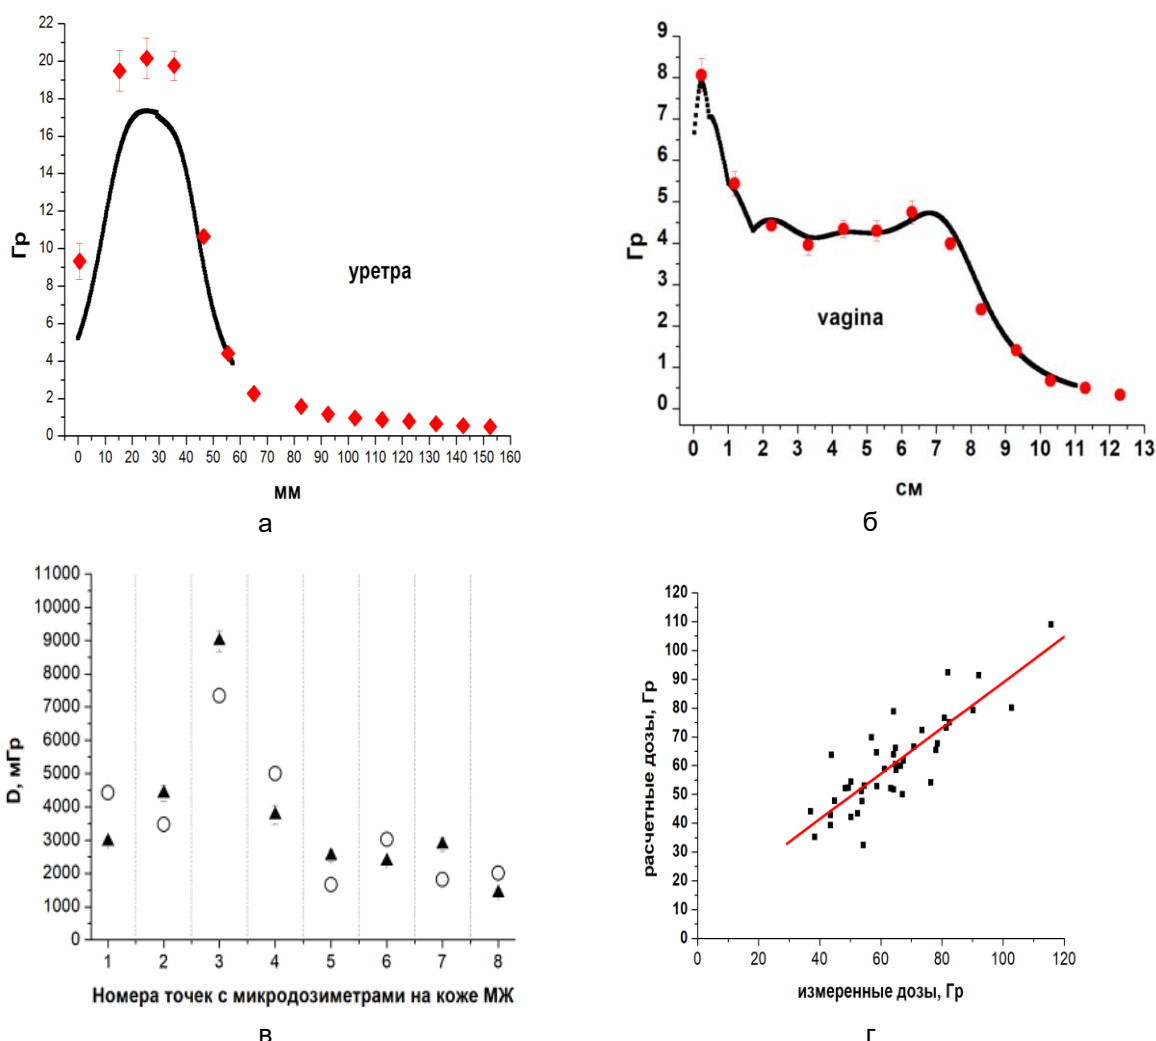 22
20
18
16
14
12
10
8
6
4
2
0
Гр
уретра
0 10 20 30 40 50 60 70 80 90 100 110 120 130 140 150 160
мм
а
9
8
7
6
5
4
3
2
1
0
Гр
vagina
0 1 2 3 4 5 6 7 8 9 10 11 12 13
см
б
11000
10000
9000
8000
7000
6000
5000
4000
3000
2000
1000
0
D, мГр
1 2 3 4 5 6 7 8
Номера точек с микродозиметрами на коже МЖ
в
120
110
100
90
80
70
60
50
40
30
20
10
0
расчетные дозы, Гр
0 20 40 60 80 100 120
измеренные дозы, Гр
г